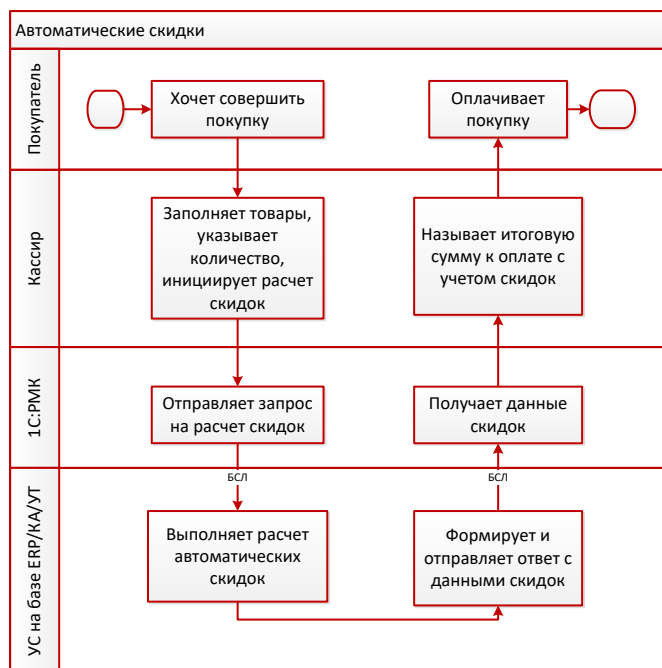 Автоматические скидки
Покупатель
Хочет совершить
покупку
Оплачивает
покупку
Кассир
Заполняет товары,
указывает
количество,
инициирует расчет
скидок
Называет итоговую
сумму к оплате с
учетом скидок
1С:РМК
Отправляет запрос
на расчет скидок
Получает данные
скидок
БСЛ
БСЛ
УС на базе ERP/КА/УТ
Выполняет расчет
автоматических
скидок
Формирует и
отправляет ответ с
данными скидок